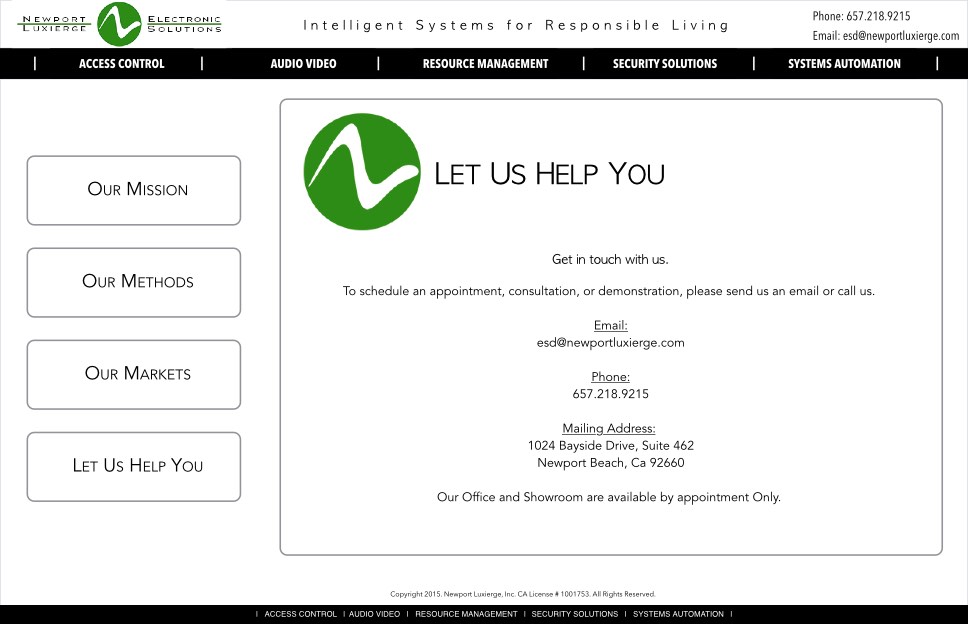 NEWPORT ELECTRONIC
LUXIERGE SOLUTIONS
Intelligent Systems for Responsible Living
Phone: 657.218.9215
Email: esd@newportluxierge.com
| ACCESS CONTROL | AUDIO VIDEO | RESOURCE MANAGEMENT | SECURITY SOLUTIONS | SYSTEMS AUTOMATION |
OUR MISSION
OUR METHODS
OUR MARKETS
LET US HELP YOU
LET US HELP YOU
Get in touch with us.
To schedule an appointment, consultation, or demonstration, please send us an email or call us.
Email:
esd@newportluxierge.com
Phone:
657.218.9215
Mailing Address:
1024 Bayside Drive, Suite 462
Newport Beach, Ca 92660
Our Office and Showroom are available by appointment Only.
Copyright 2015. Newport Luxierge, Inc. CA License # 1001753. All Rights Reserved.
| ACCESS CONTROL | AUDIO VIDEO | RESOURCE MANAGEMENT | SECURITY SOLUTIONS | SYSTEMS AUTOMATION |